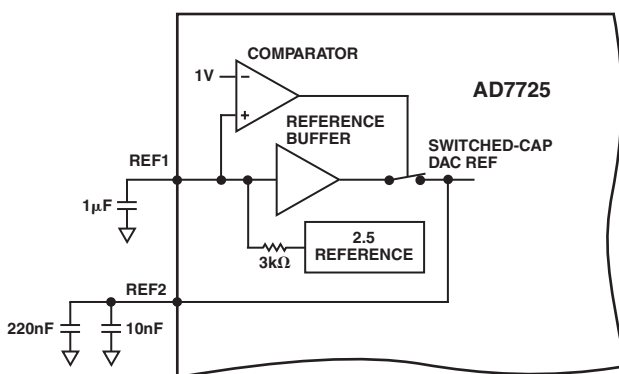 COMPARATOR
1V
−
+
AD7725
REFERENCE
BUFFER
SWITCHED-CAP
DAC REF
REF1
1μF
2.5
REFERENCE
3kΩ
REF2
220nF
10nF